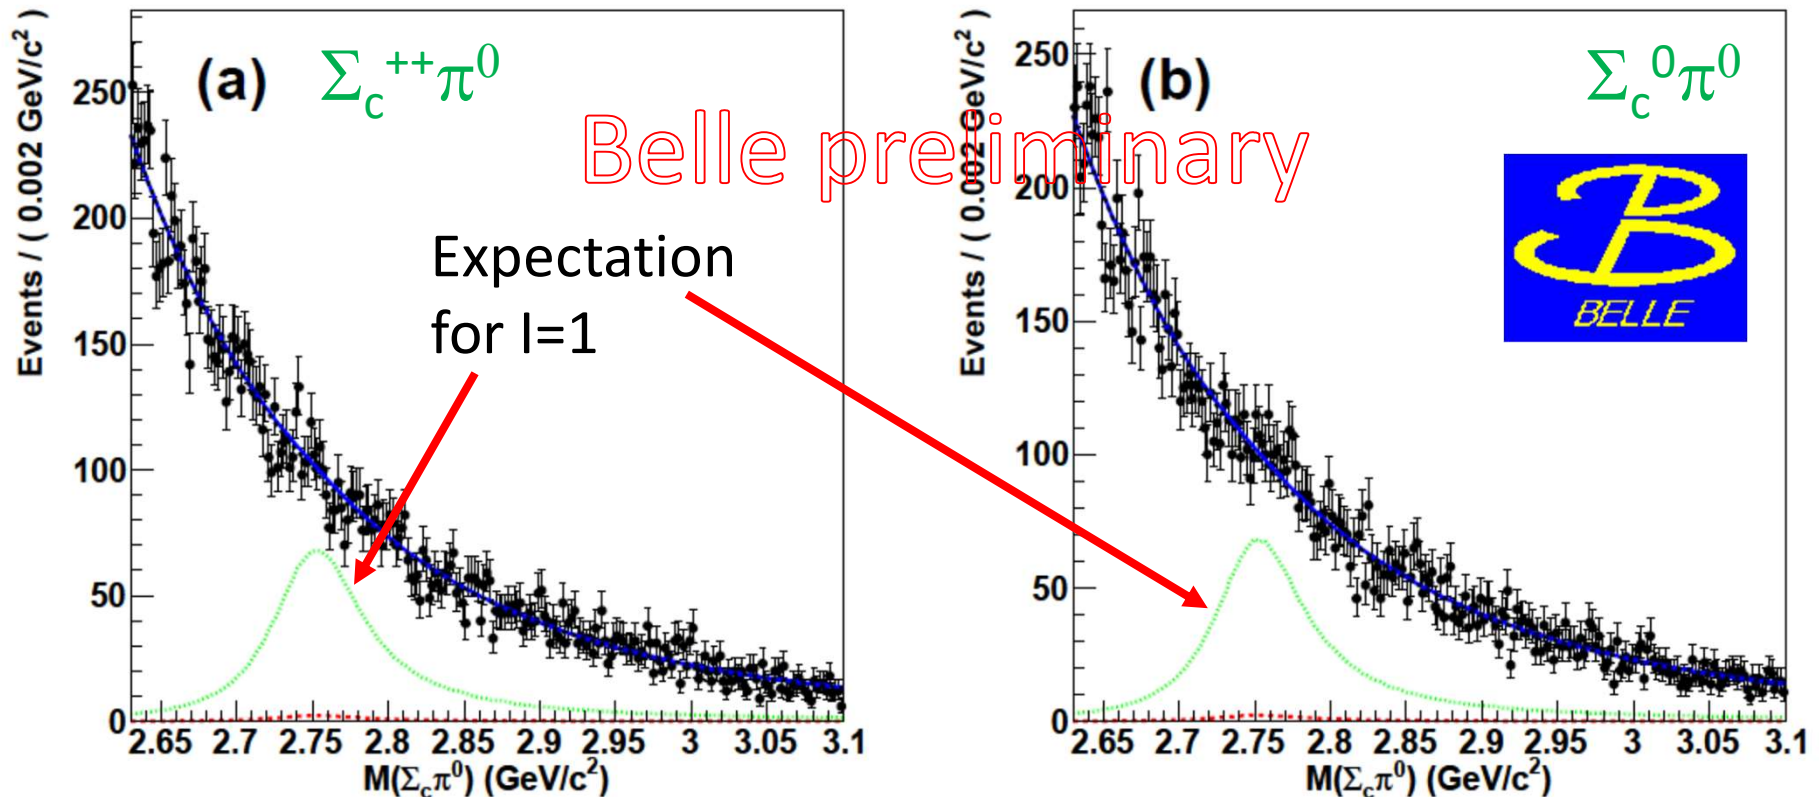 (a) Σc++π0
Events / ( 0.002 GeV/c2 )
250
200
150
100
50
0
2.65 2.7 2.75 2.8 2.85 2.9 2.95 3 3.05 3.1
M(Σcπ0) (GeV/c2)
Expectation
for I=1
Belle preliminary
(b) Σc0π0
BELLE
Events / ( 0.002 GeV/c2 )
250
200
150
100
50
0
2.65 2.7 2.75 2.8 2.85 2.9 2.95 3 3.05 3.1
M(Σcπ0) (GeV/c2)